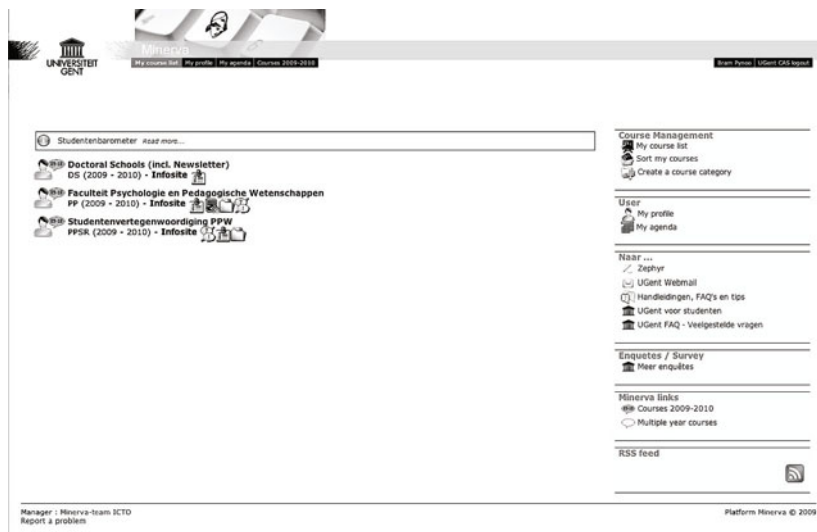 Minerva
UNIVERSITEIT
GENT
My course list My profile My agenda Courses 2009-2010
Bram Pynoo UGent CAS logout
Studentenbarometer Read more...
Doctoral Schools (incl. Newsletter)
DS (2009 - 2010) - Infosite
Faculteit Psychologie en Pedagogische Wetenschappen
PP (2009 - 2010) - Infosite
Studentenvertegenwoordiging PPW
PPSR (2009 - 2010) - Infosite
Course Management
My course list
Sort my courses
Create a course category
User
My profile
My agenda
Naar ...
Zephyr
UGent Webmail
Handleidingen, FAQ's en tips
UGent voor studenten
UGent FAQ - Veelgestelde vragen
Enquetes / Survey
Meer enquêtes
Minerva links
Courses 2009-2010
Multiple year courses
RSS feed
Manager : Minerva-team ICTO
Report a problem
Platform Minerva © 2009